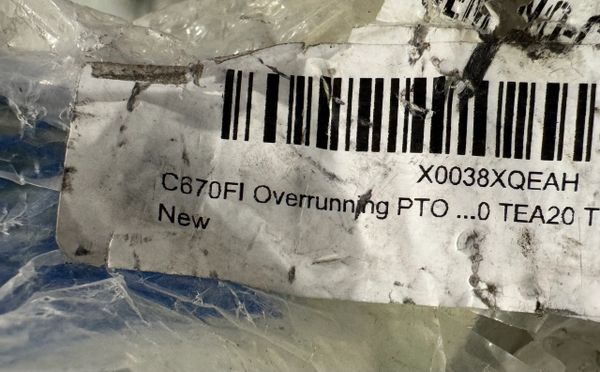 X0038XQEAH
C670FI Overrunning PTO ...0 TEA20 T
New